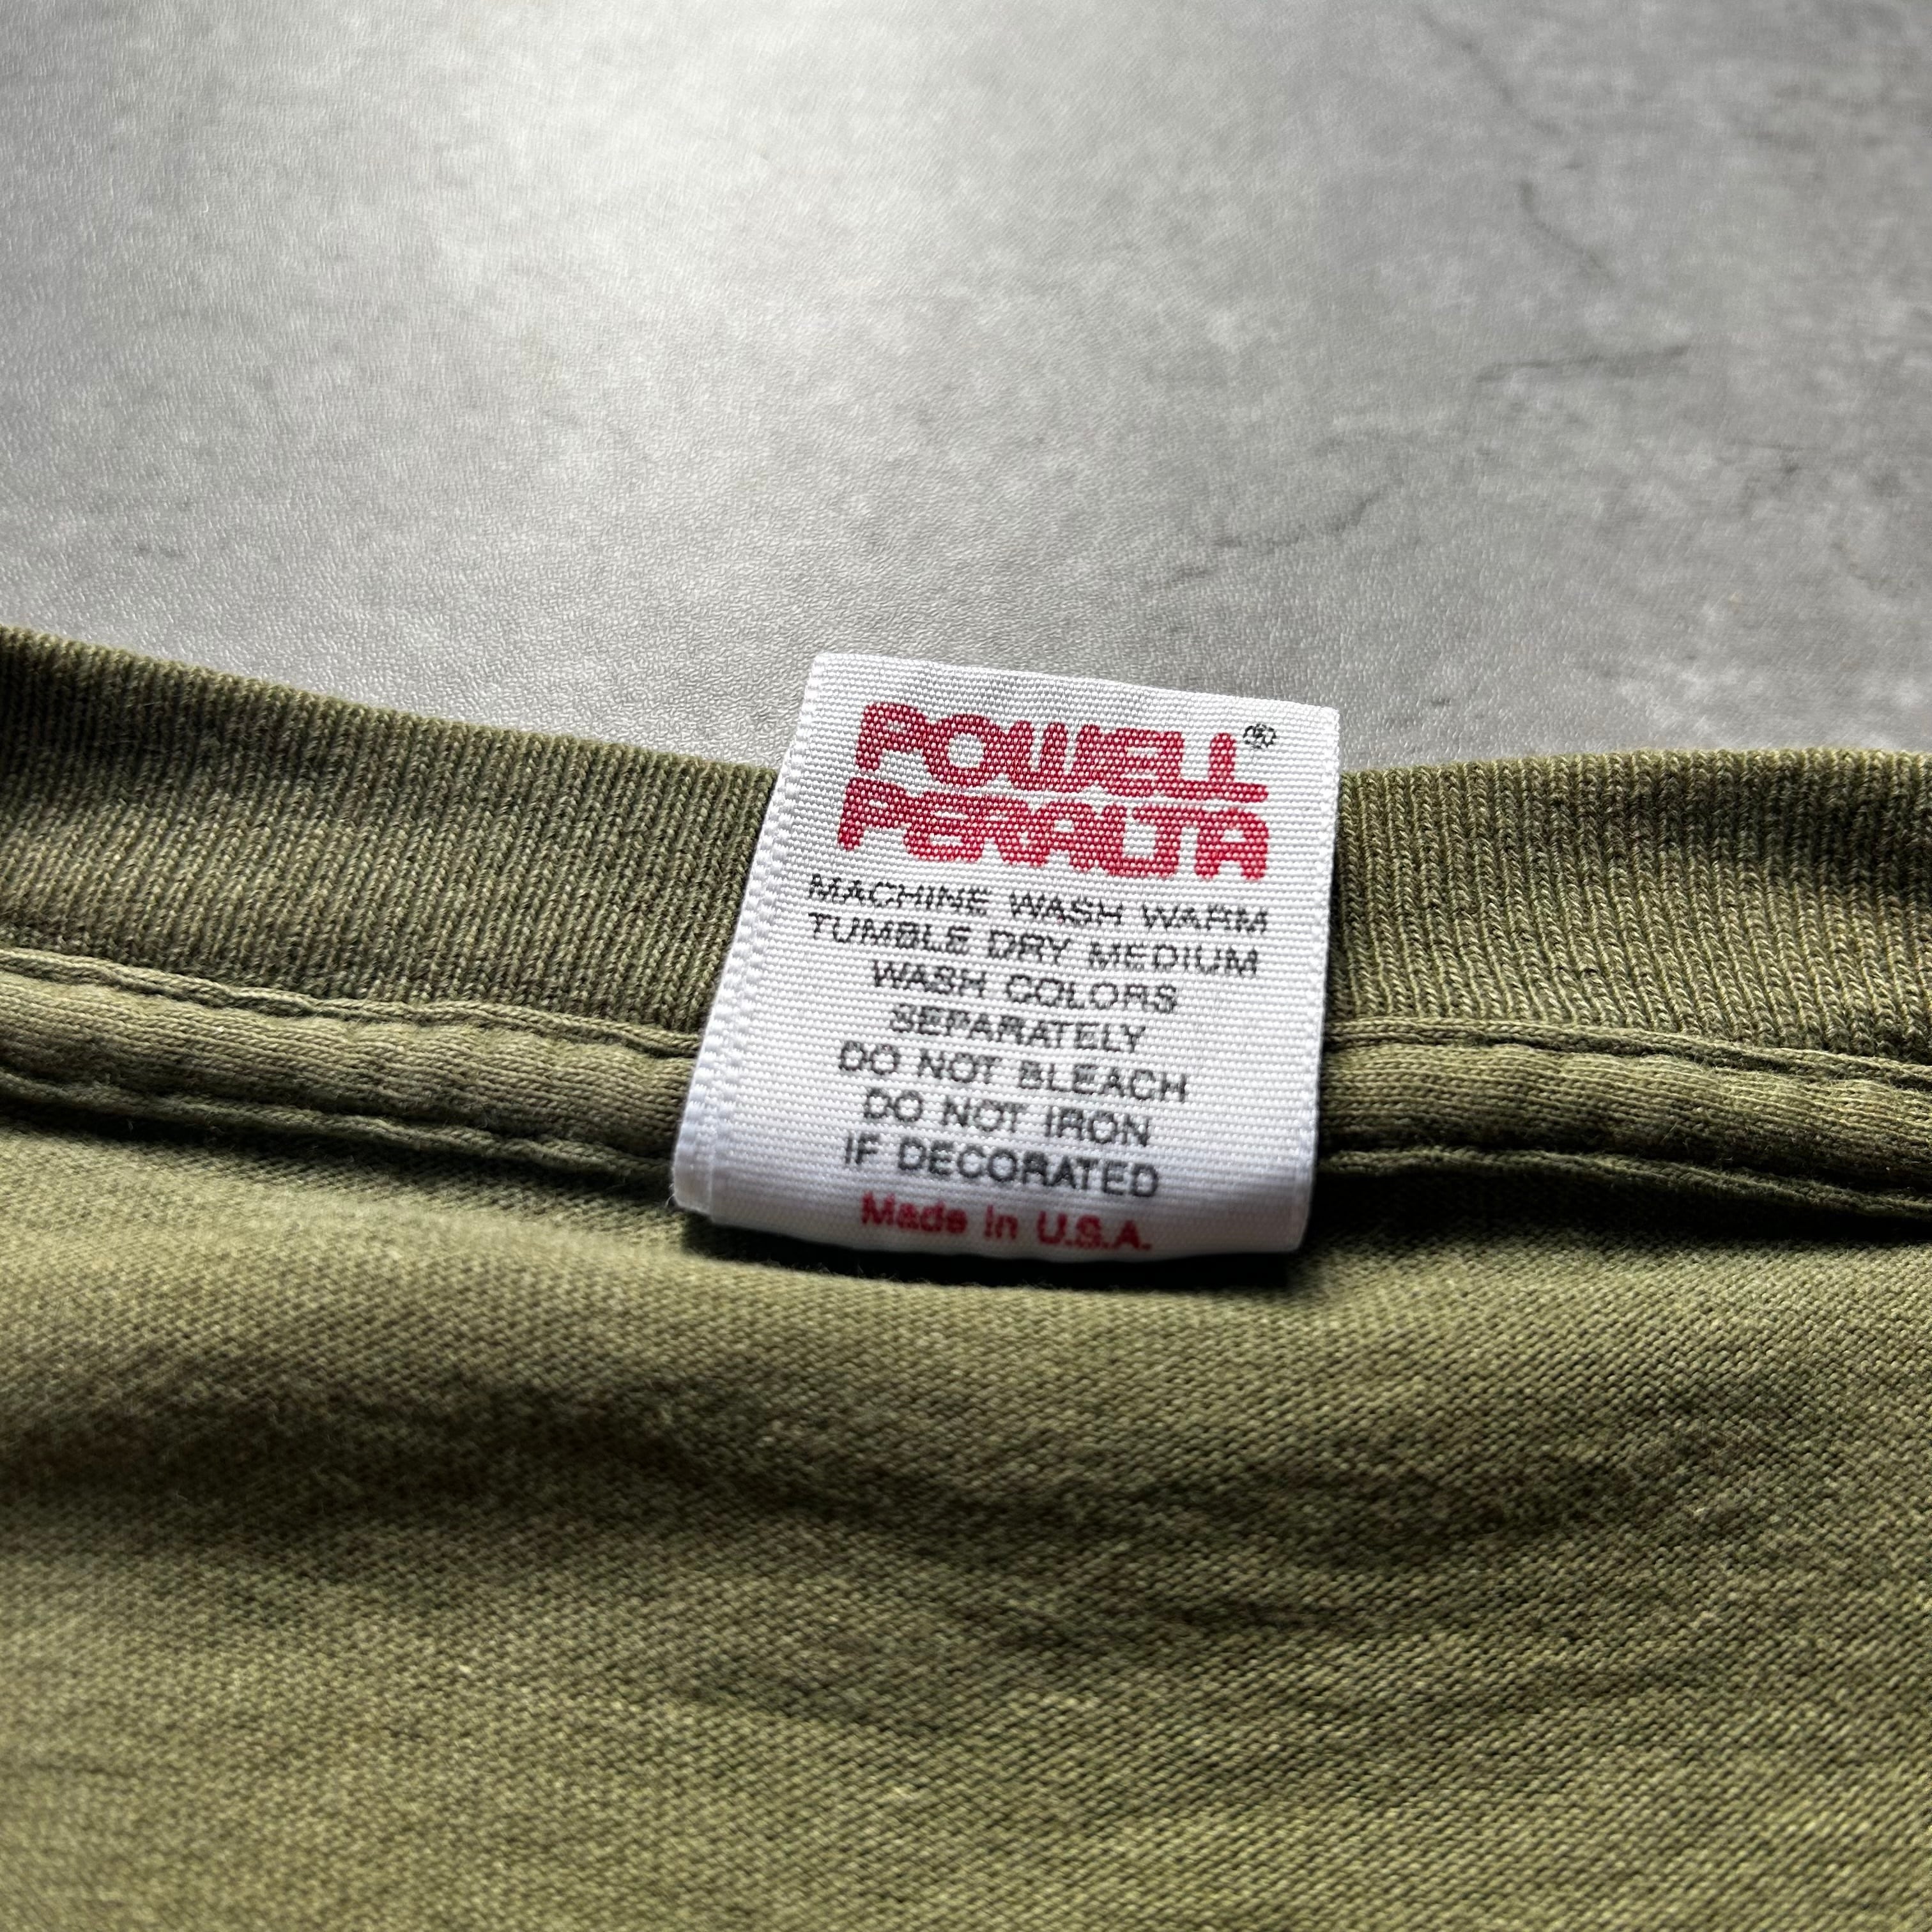 POWELL®
PERALTA
MACHINE WASH WARM
TUMBLE DRY MEDIUM
WASH COLORS
SEPARATELY
DO NOT BLEACH
DO NOT IRON
IF DECORATED
Made in U.S.A.